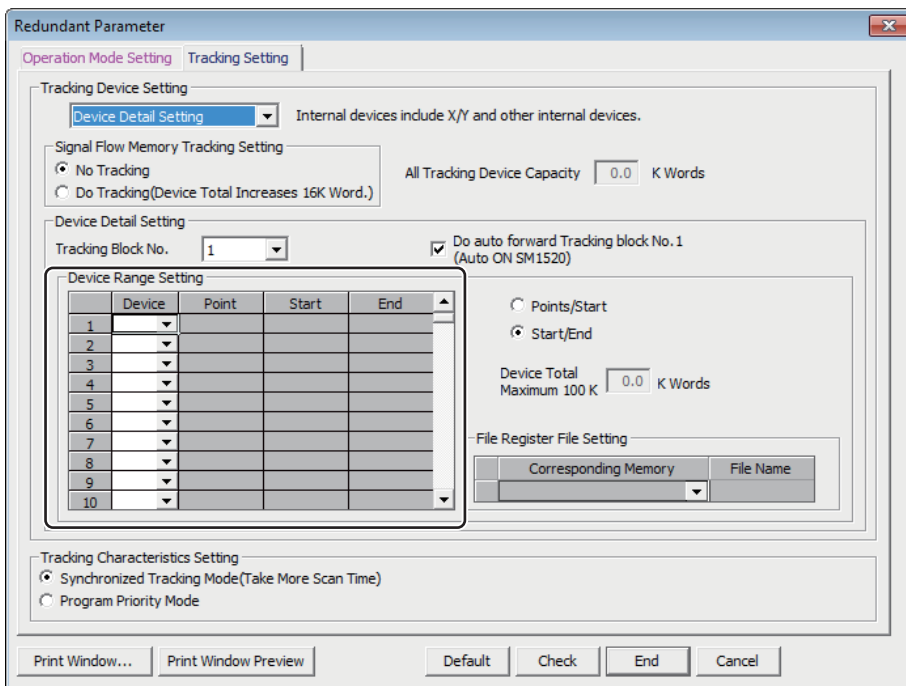 Redundant Parameter
Operation Mode Setting Tracking Setting
Tracking Device Setting
Device Detail Setting Internal devices include X/Y and other internal devices.
Signal Flow Memory Tracking Setting
No Tracking
Do Tracking(Device Total Increases 16K Word.)
All Tracking Device Capacity 0.0 K Words
Device Detail Setting
Tracking Block No. 1
Do auto forward Tracking block No.1
(Auto ON SM1520)
Device Range Setting
Device Point Start End
1
2
3
4
5
6
7
8
9
10
Points/Start
Start/End
Device Total
Maximum 100 K 0.0 K Words
File Register File Setting
Corresponding Memory File Name
Tracking Characteristics Setting
Synchronized Tracking Mode(Take More Scan Time)
Program Priority Mode
Print Window... Print Window Preview Default Check End Cancel